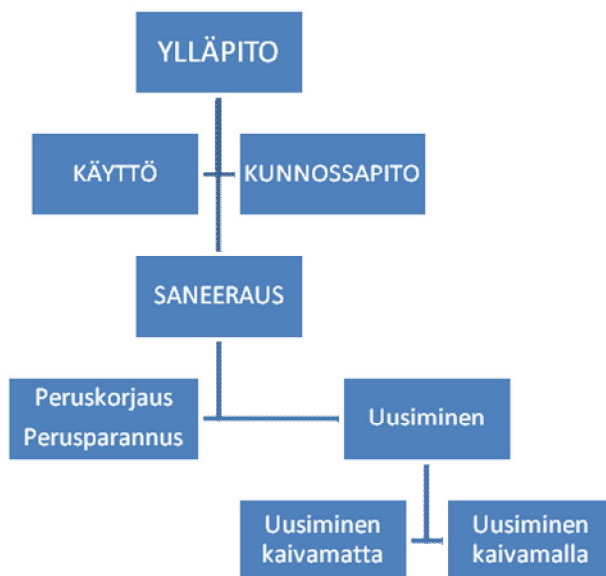 YLLÄPITO
KÄYTTÖ
KUNNOSSAPITO
SANEERAUS
Peruskorjaus
Perusparannus
Uusiminen
Uusiminen
kaivamatta
Uusiminen
kaivamalla